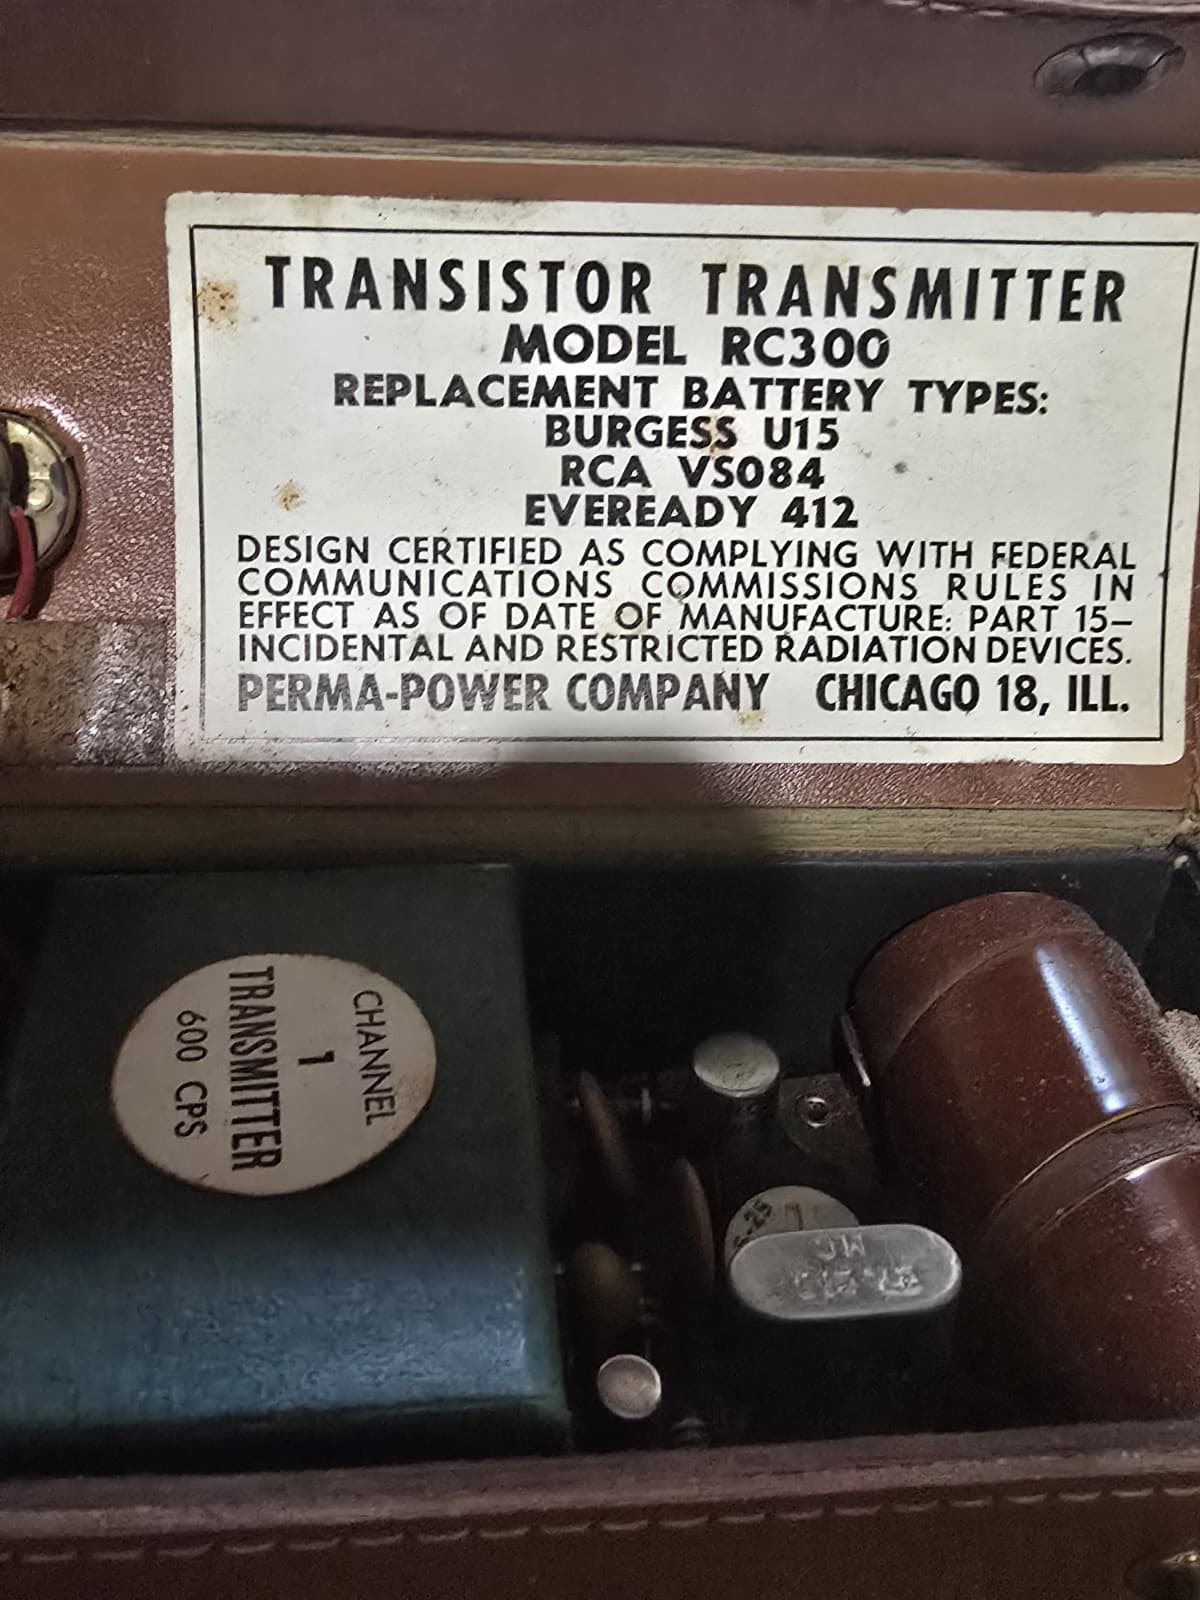 TRANSISTOR TRANSMITTER
MODEL RC300
REPLACEMENT BATTERY TYPES:
BURGESS U15
RCA VS084
EVEREADY 412
DESIGN CERTIFIED AS COMPLYING WITH FEDERAL
COMMUNICATIONS COMMISSIONS RULES IN
EFFECT AS OF DATE OF MANUFACTURE: PART 15–
INCIDENTAL AND RESTRICTED RADIATION DEVICES.
PERMA-POWER COMPANY CHICAGO 18, ILL.
CHANNEL
1
TRANSMITTER
600 CPS
MC